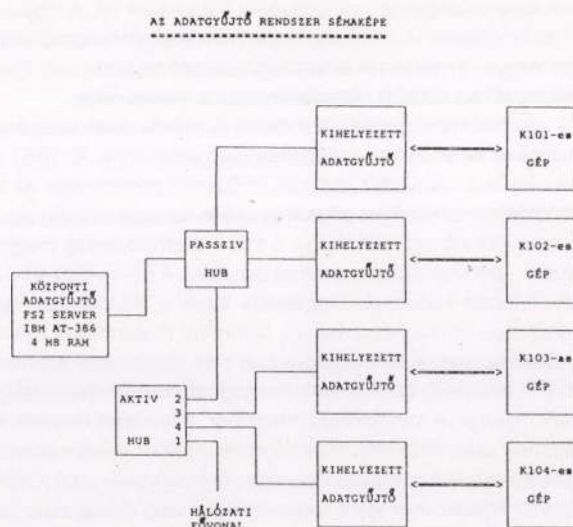 AZ ADATGYŰJTŐ RENDSZER SÉMAKÉPE
KIHELYEZETT
ADATGYŰJTŐ
K101-es
GÉP
PASSZIV
HUB
KIHELYEZETT
ADATGYŰJTŐ
K102-es
GÉP
KÖZPONTI
ADATGYŰJTŐ
FS2 SERVER
IBM AT-386
4 MB RAM
KIHELYEZETT
ADATGYŰJTŐ
K103-as
GÉP
AKTIV 2
3
4
HUB 1
KIHELYEZETT
ADATGYŰJTŐ
K104-es
GÉP
HÁLÓZATI
FŐVONAL